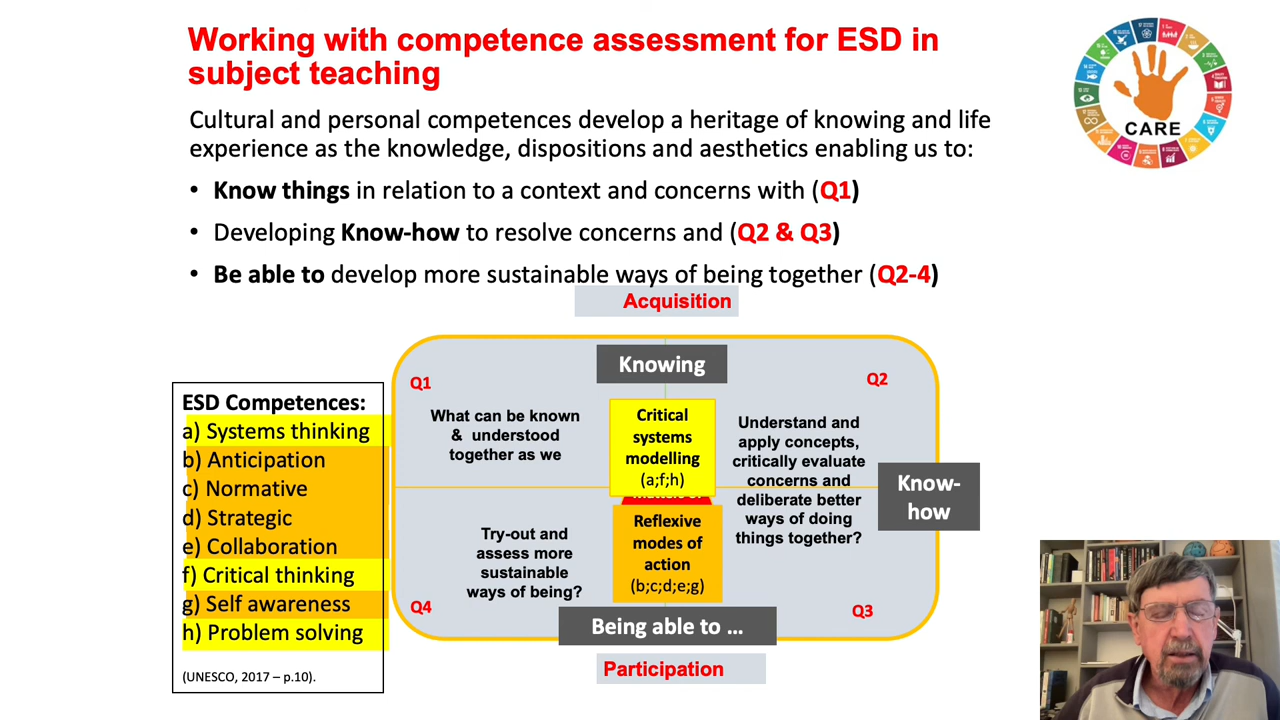 Working with competence assessment for ESD in
subject teaching
CARE
Cultural and personal competences develop a heritage of knowing and life
experience as the knowledge, dispositions and aesthetics enabling us to:
• Know things in relation to a context and concerns with (Q1)
• Developing Know-how to resolve concerns and (Q2 & Q3)
• Be able to develop more sustainable ways of being together (Q2-4)
Acquisition
Knowing
Q1
Q2
What can be known
& understood
together as we
Critical
systems
modelling
(a;f;h)
Understand and
apply concepts,
critically evaluate
concerns and
deliberate better
ways of doing
things together?
Know-
how
Reflexive
modes of
action
(b;c;d;e;g)
Try-out and
assess more
sustainable
ways of being?
Q4
Q3
Being able to ...
Participation
ESD Competences:
a) Systems thinking
b) Anticipation
c) Normative
d) Strategic
e) Collaboration
f) Critical thinking
g) Self awareness
h) Problem solving
(UNESCO, 2017 – p.10).